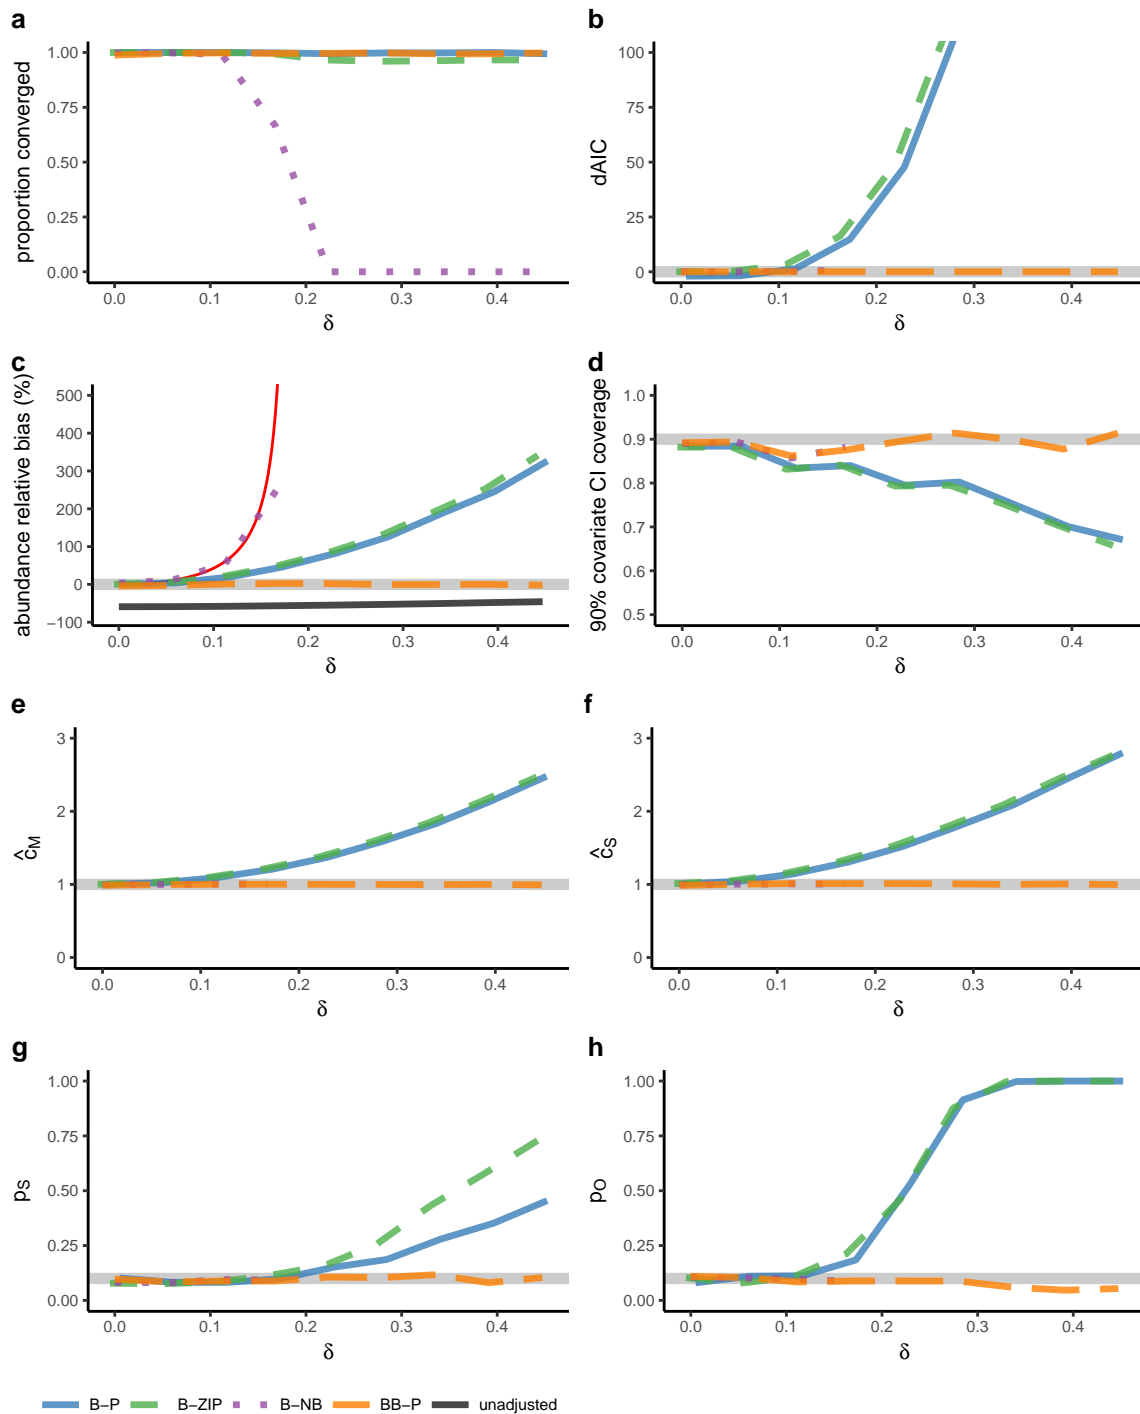 a
proportion converged
1.00
0.75
0.50
0.25
0.00
0.0 0.1 0.2 0.3 0.4
δ
b
dAIC
100
75
50
25
0
0.0 0.1 0.2 0.3 0.4
δ
c
abundance relative bias (%)
500
400
300
200
100
0
−100
0.0 0.1 0.2 0.3 0.4
δ
d
90% covariate CI coverage
1.0
0.9
0.8
0.7
0.6
0.5
0.0 0.1 0.2 0.3 0.4
δ
e
ĉM
3
2
1
0
0.0 0.1 0.2 0.3 0.4
δ
f
ĉS
3
2
1
0
0.0 0.1 0.2 0.3 0.4
δ
g
pS
1.00
0.75
0.50
0.25
0.00
0.0 0.1 0.2 0.3 0.4
δ
h
pO
1.00
0.75
0.50
0.25
0.00
0.0 0.1 0.2 0.3 0.4
δ
B−P B−ZIP B−NB BB−P unadjusted